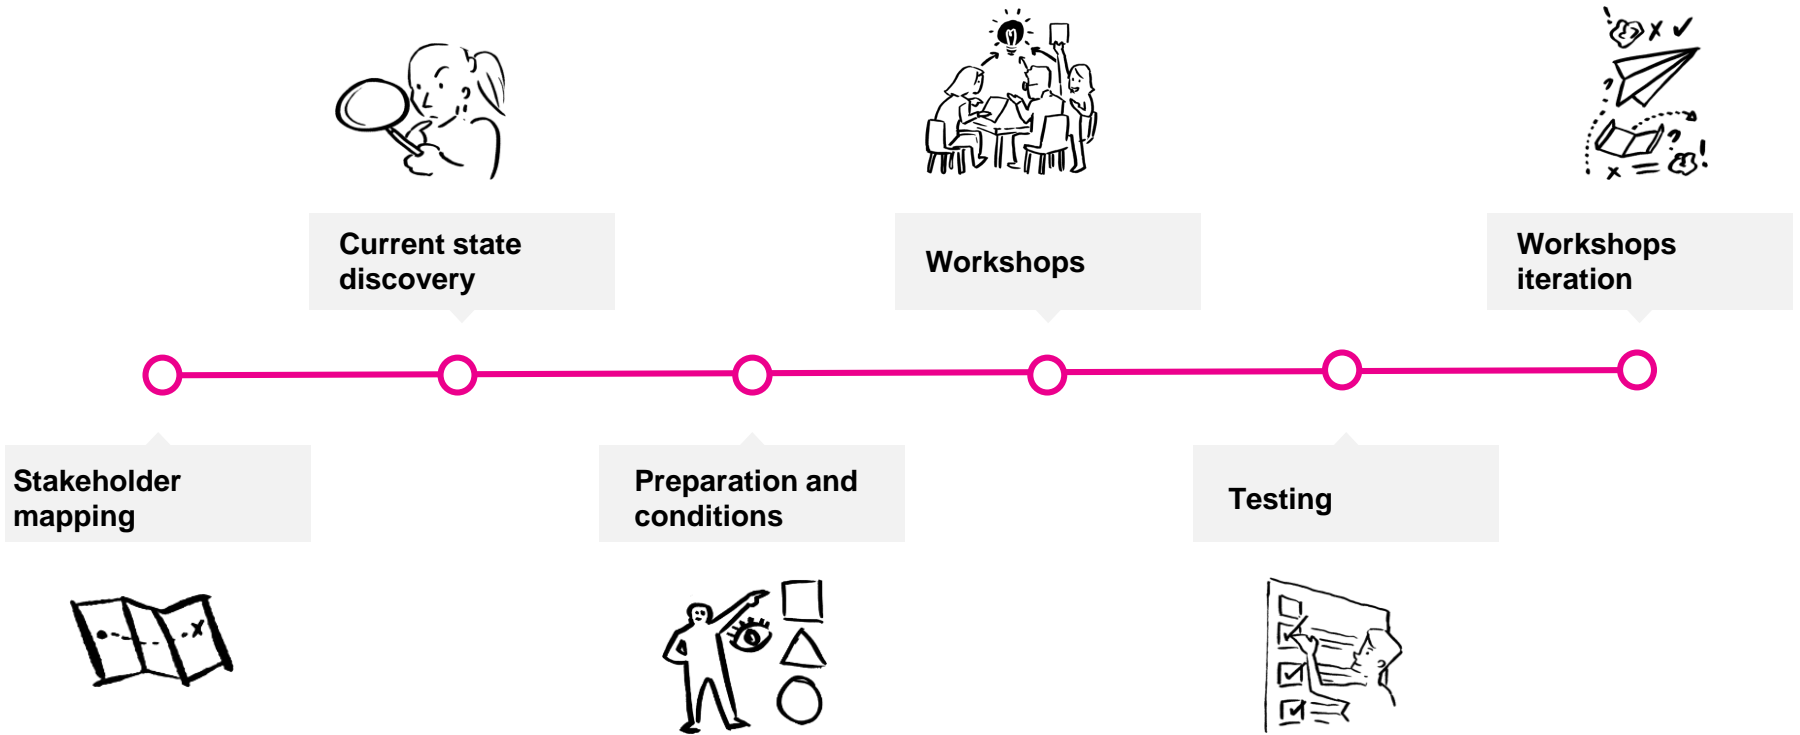 Current state
discovery
Workshops
Workshops
iteration
Stakeholder
mapping
Preparation and
conditions
Testing